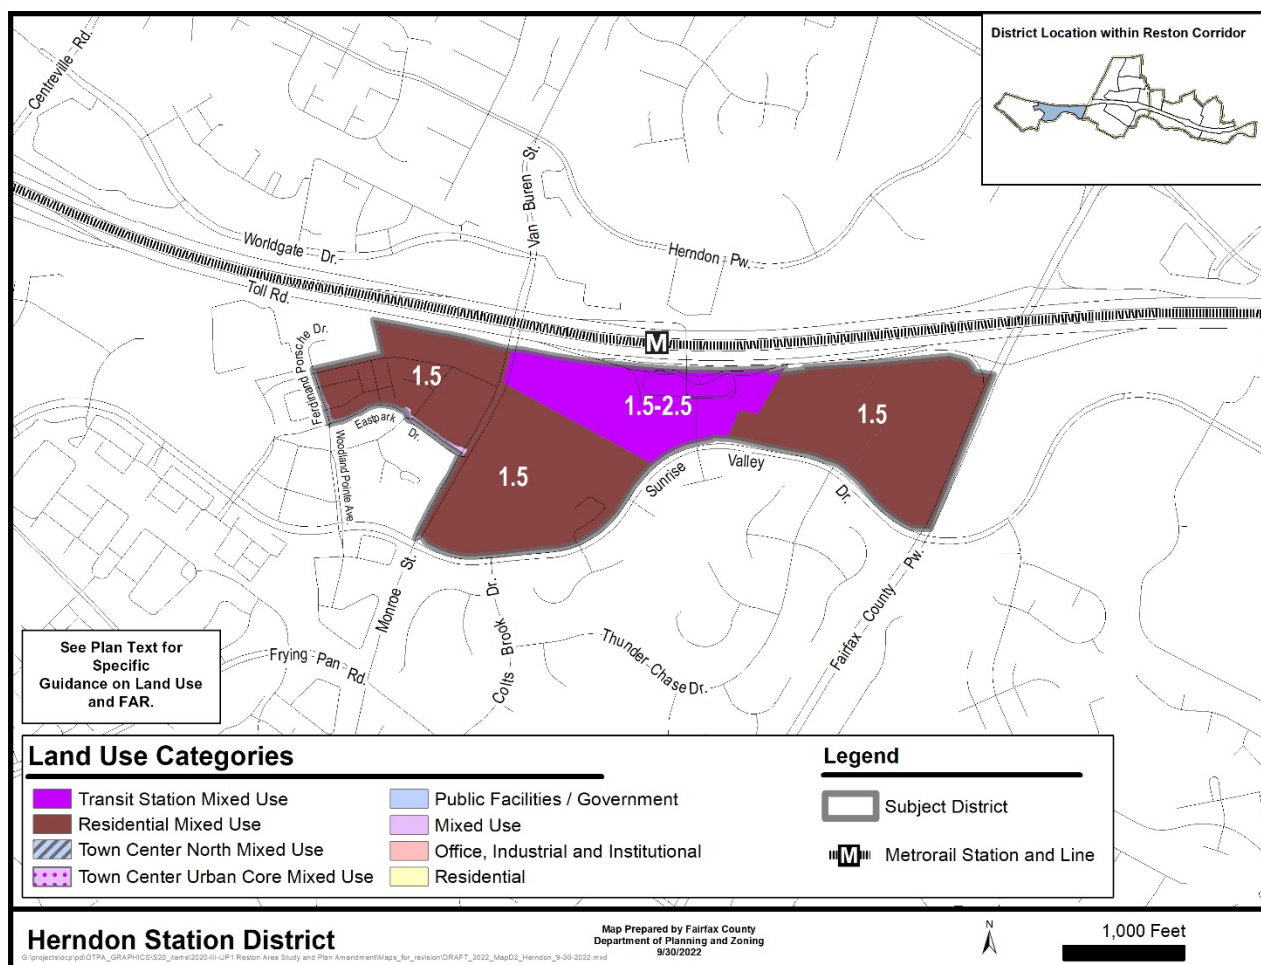 District Location within Reston Corridor
Centreville Rd.
Van Buren St.
Worldgate Dr.
Herndon Pw.
Toll Rd.
M
Ferdinand Porsche Dr.
1.5
1.5-2.5
1.5
Eastpark Dr.
Woodland Pointe Ave.
1.5
Sunrise Valley Dr.
Monroe St.
Colts Brook Dr.
Thunder Chase Dr.
Fairfax County Pw.
Frying Pan Rd.
See Plan Text for
Specific
Guidance on Land Use
and FAR.
Land Use Categories
Transit Station Mixed Use
Residential Mixed Use
Town Center North Mixed Use
Town Center Urban Core Mixed Use
Public Facilities / Government
Mixed Use
Office, Industrial and Institutional
Residential
Legend
Subject District
M
Metrorail Station and Line
Herndon Station District
Map Prepared by Fairfax County
Department of Planning and Zoning
9/30/2022
N
1,000 Feet